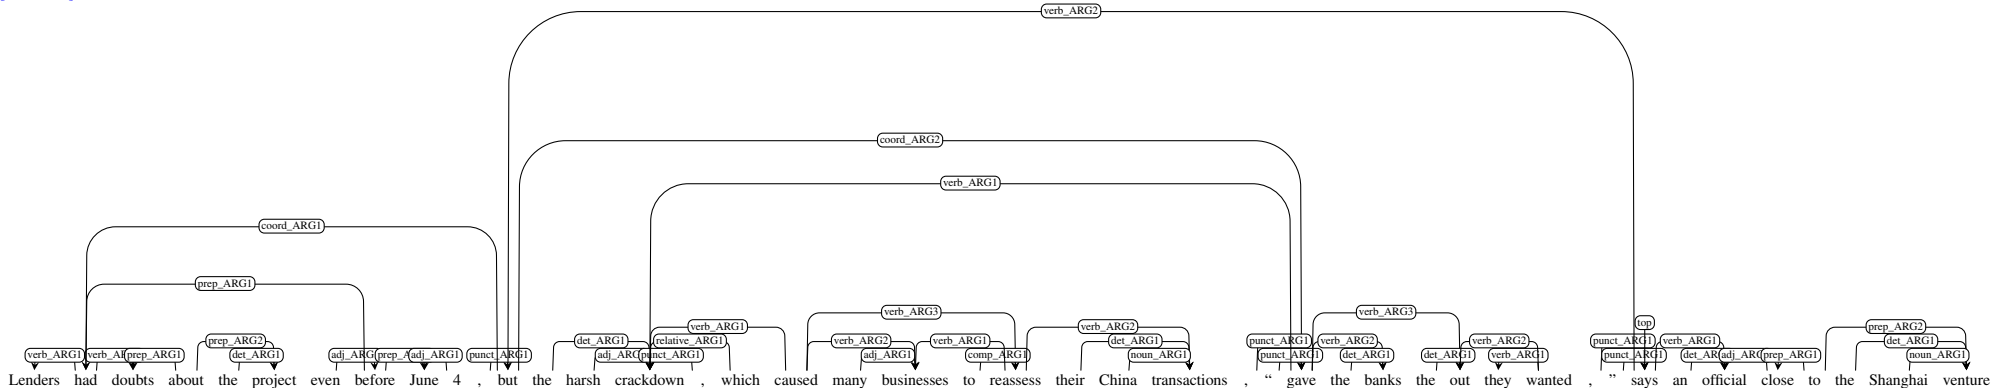 verb_ARG2
coord_ARG2
verb_ARG1
coord_ARG1
prep_ARG1
verb_ARG3 verb_ARG3
top
verb_ARG1 verb_ARG2 prep_ARG2
prep_ARG2 det_ARG1 relative_ARG1 verb_ARG2 verb_ARG1 det_ARG1 punct_ARG1 verb_ARG2 verb_ARG2 punct_ARG1 verb_ARG1 det_ARG1
verb_ARG1 prep_ARG1 det_ARG1 adj_ARG1 punct_ARG1 punct_ARG1 adj_ARG1 comp_ARG1 noun_ARG1 punct_ARG1 det_ARG1 det_ARG1 verb_ARG1 punct_ARG1 prep_ARG1 noun_ARG1
Lenders had doubts about the project even before June 4 , but the harsh crackdown , which caused many businesses to reassess their China transactions , “ gave the banks the out they wanted , ” says an official close to the Shanghai venture